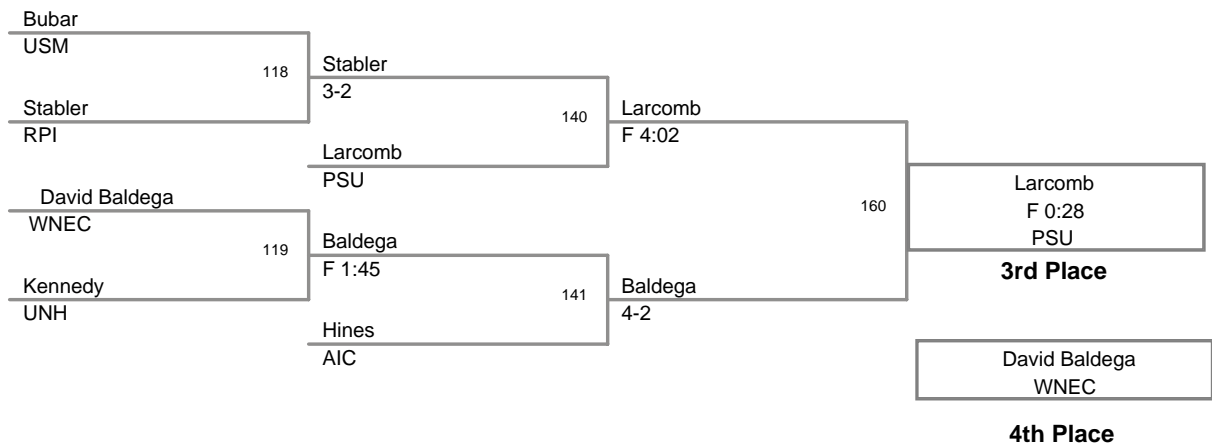 Bubar
USM
118
Stabler
3-2
Stabler
RPI
140
Larcomb
F 4:02
Larcomb
PSU
David Baldega
WNEC
160
Larcomb
F 0:28
PSU
3rd Place
119
Baldega
F 1:45
Kennedy
UNH
141
Baldega
4-2
Hines
AIC
David Baldega
WNEC
4th Place